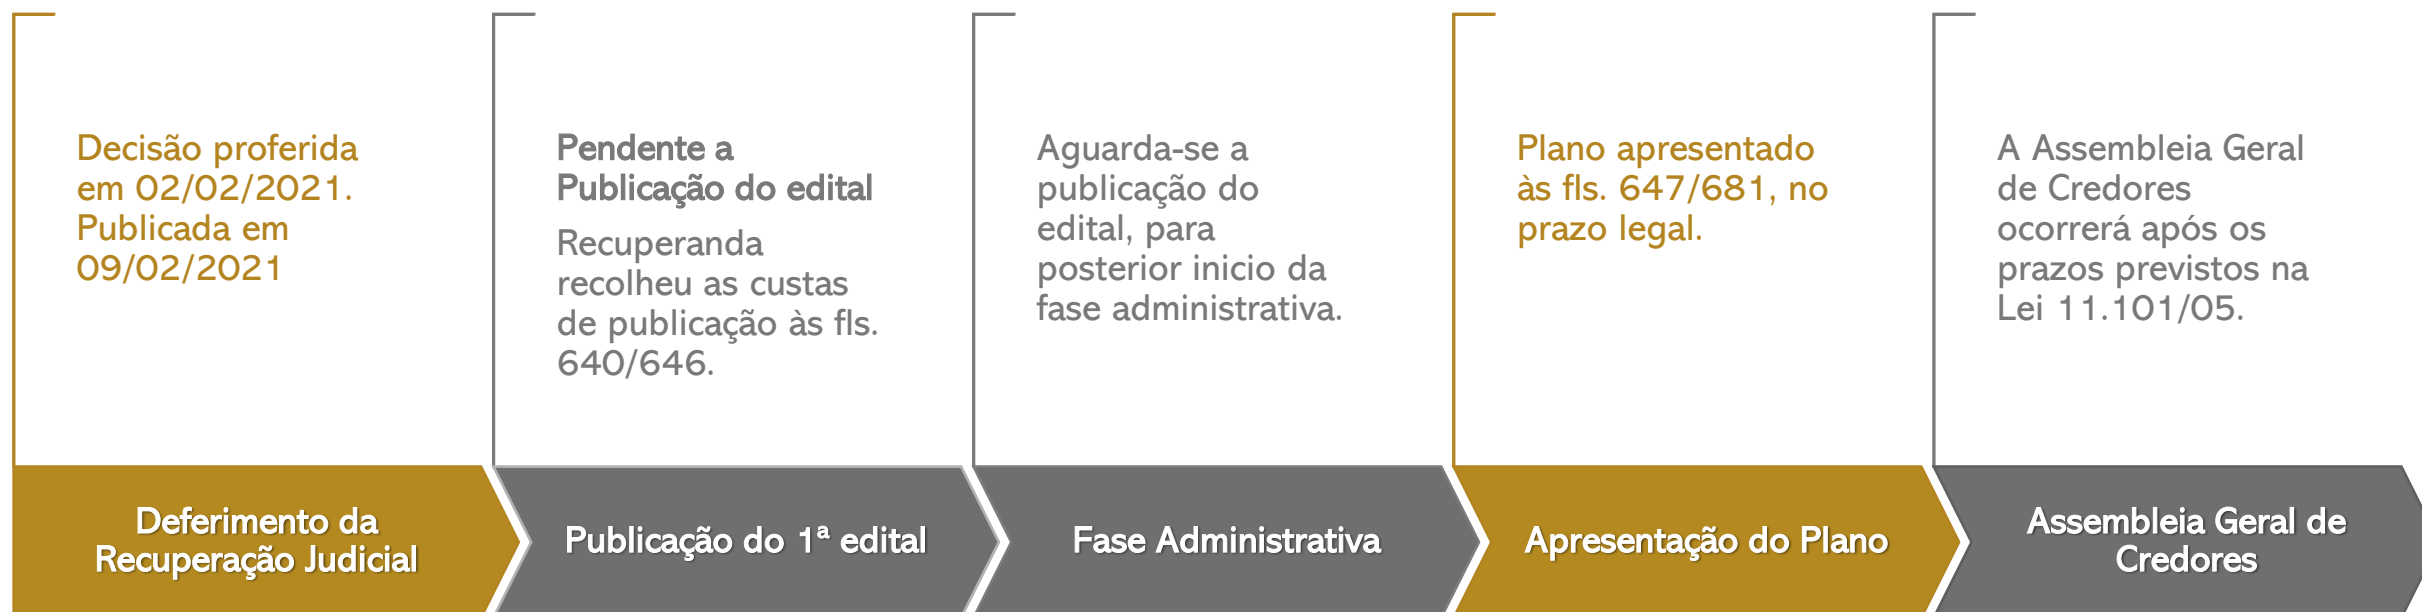 Decisão proferida
em 02/02/2021.
Publicada em
09/02/2021
Pendente a
Publicação do edital
Recuperanda
recolheu as custas
de publicação às fls.
640/646.
Aguarda-se a
publicação do
edital, para
posterior inicio da
fase administrativa.
Plano apresentado
às fls. 647/681, no
prazo legal.
A Assembleia Geral
de Credores
ocorrerá após os
prazos previstos na
Lei 11.101/05.
Deferimento da
Recuperação Judicial
Publicação do 1ª edital
Fase Administrativa
Apresentação do Plano
Assembleia Geral de
Credores